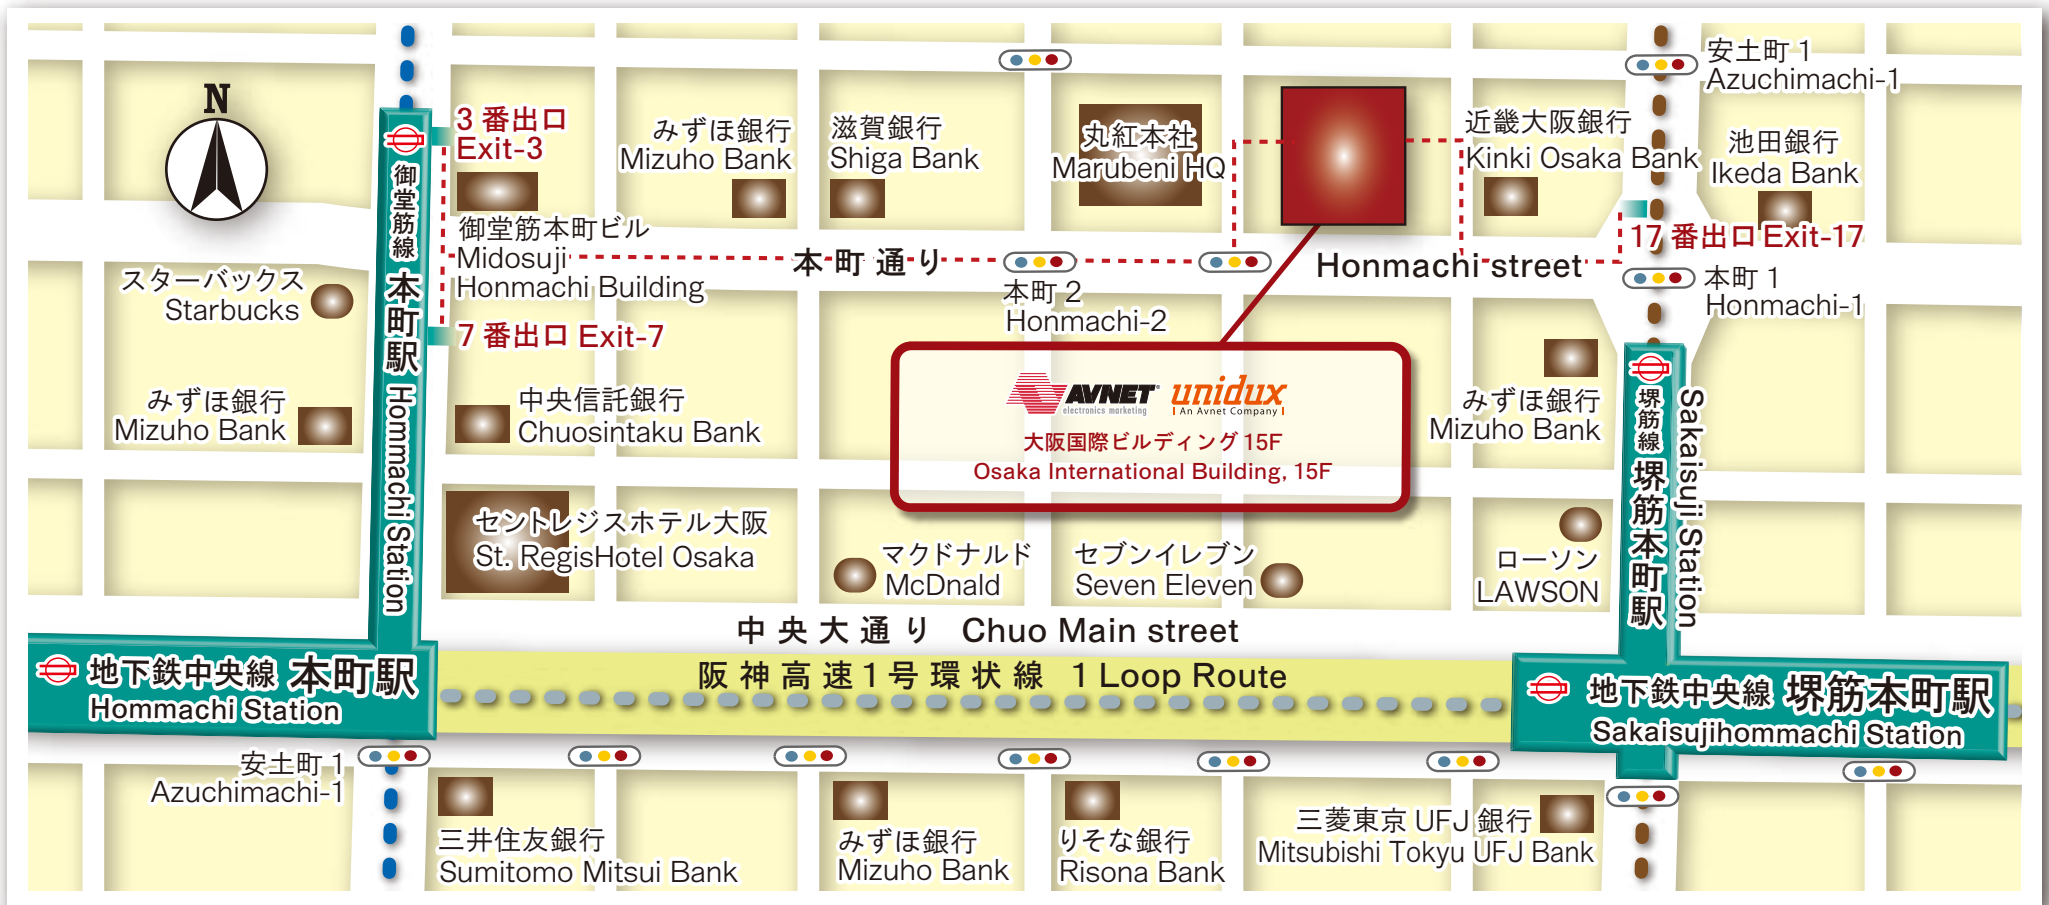 N
3 番出口
Exit-3
みずほ銀行
Mizuho Bank
滋賀銀行
Shiga Bank
丸紅本社
Marubeni HQ
近畿大阪銀行
Kinki Osaka Bank
安土町 1
Azuchimachi-1
池田銀行
Ikeda Bank
御堂筋線 本町駅
Hommachi Station
御堂筋本町ビル
Midosuji
Honmachi Building
本町通り
Honmachi street
17 番出口 Exit-17
スターバックス
Starbucks
本町 2
Honmachi-2
本町 1
Honmachi-1
7 番出口 Exit-7
みずほ銀行
Mizuho Bank
中央信託銀行
Chuosintaku Bank
AVNET
electronics marketing
unidux
An Avnet Company
大阪国際ビルディング 15F
Osaka International Building, 15F
みずほ銀行
Mizuho Bank
堺筋線 堺筋本町駅
Sakaisuji Station
セントレジスホテル大阪
St. RegisHotel Osaka
マクドナルド
McDnald
セブンイレブン
Seven Eleven
ローソン
LAWSON
中央大通り Chuo Main street
阪神高速1号環状線 1 Loop Route
地下鉄中央線 本町駅
Hommachi Station
地下鉄中央線 堺筋本町駅
Sakaisujihommachi Station
安土町 1
Azuchimachi-1
三井住友銀行
Sumitomo Mitsui Bank
みずほ銀行
Mizuho Bank
りそな銀行
Risona Bank
三菱東京 UFJ 銀行
Mitsubishi Tokyu UFJ Bank